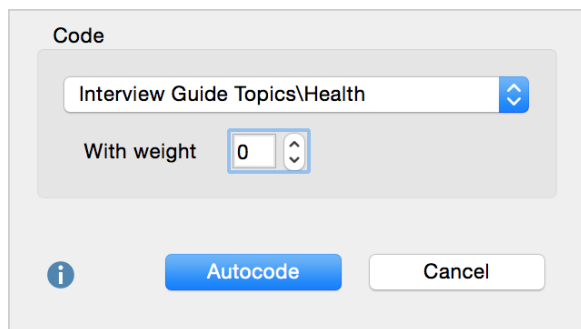 Code
Interview Guide Topics\Health
With weight 0
Autocode Cancel